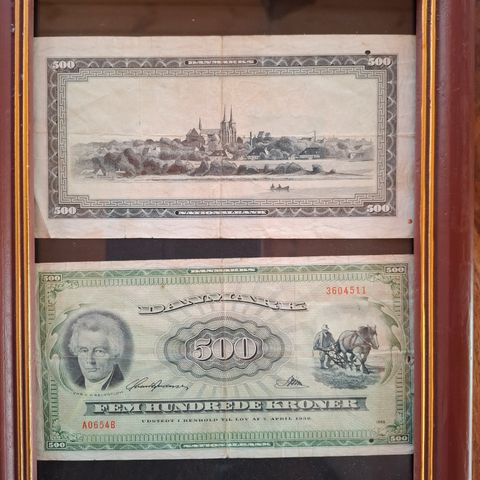 500 DANMARKS 500
500 NATIONALBANK 500
500 DANMARKS 500
DANMARK
3604511
500
FEM HUNDREDE KRONER
A0654B
UDSTEDT I HENHOLD TIL LOV AF 7. APRIL 1936
500 NATIONALBANK 500